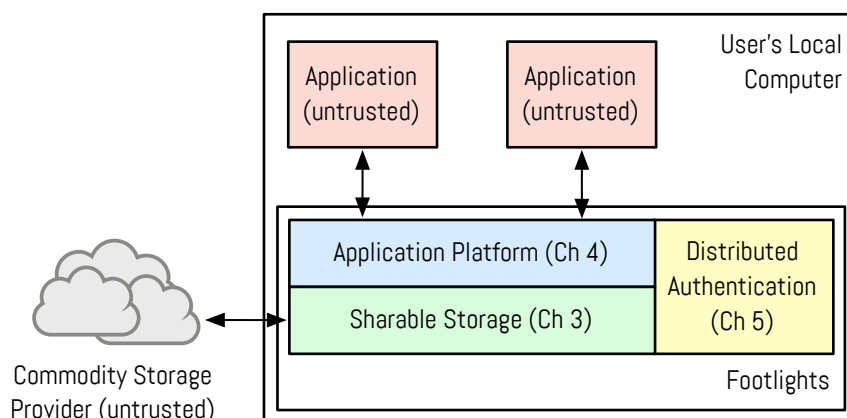 User's Local
Computer
Application
(untrusted)
Application
(untrusted)
Application Platform (Ch 4)
Sharable Storage (Ch 3)
Distributed
Authentication
(Ch 5)
Footlights
Commodity Storage
Provider (untrusted)